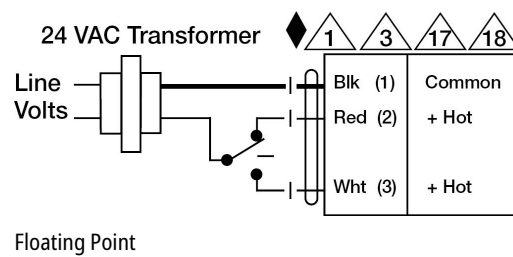 24 VAC Transformer
1 3 17 18
Line
Volts
Blk (1) Common
Red (2) + Hot
Wht (3) + Hot
Floating Point